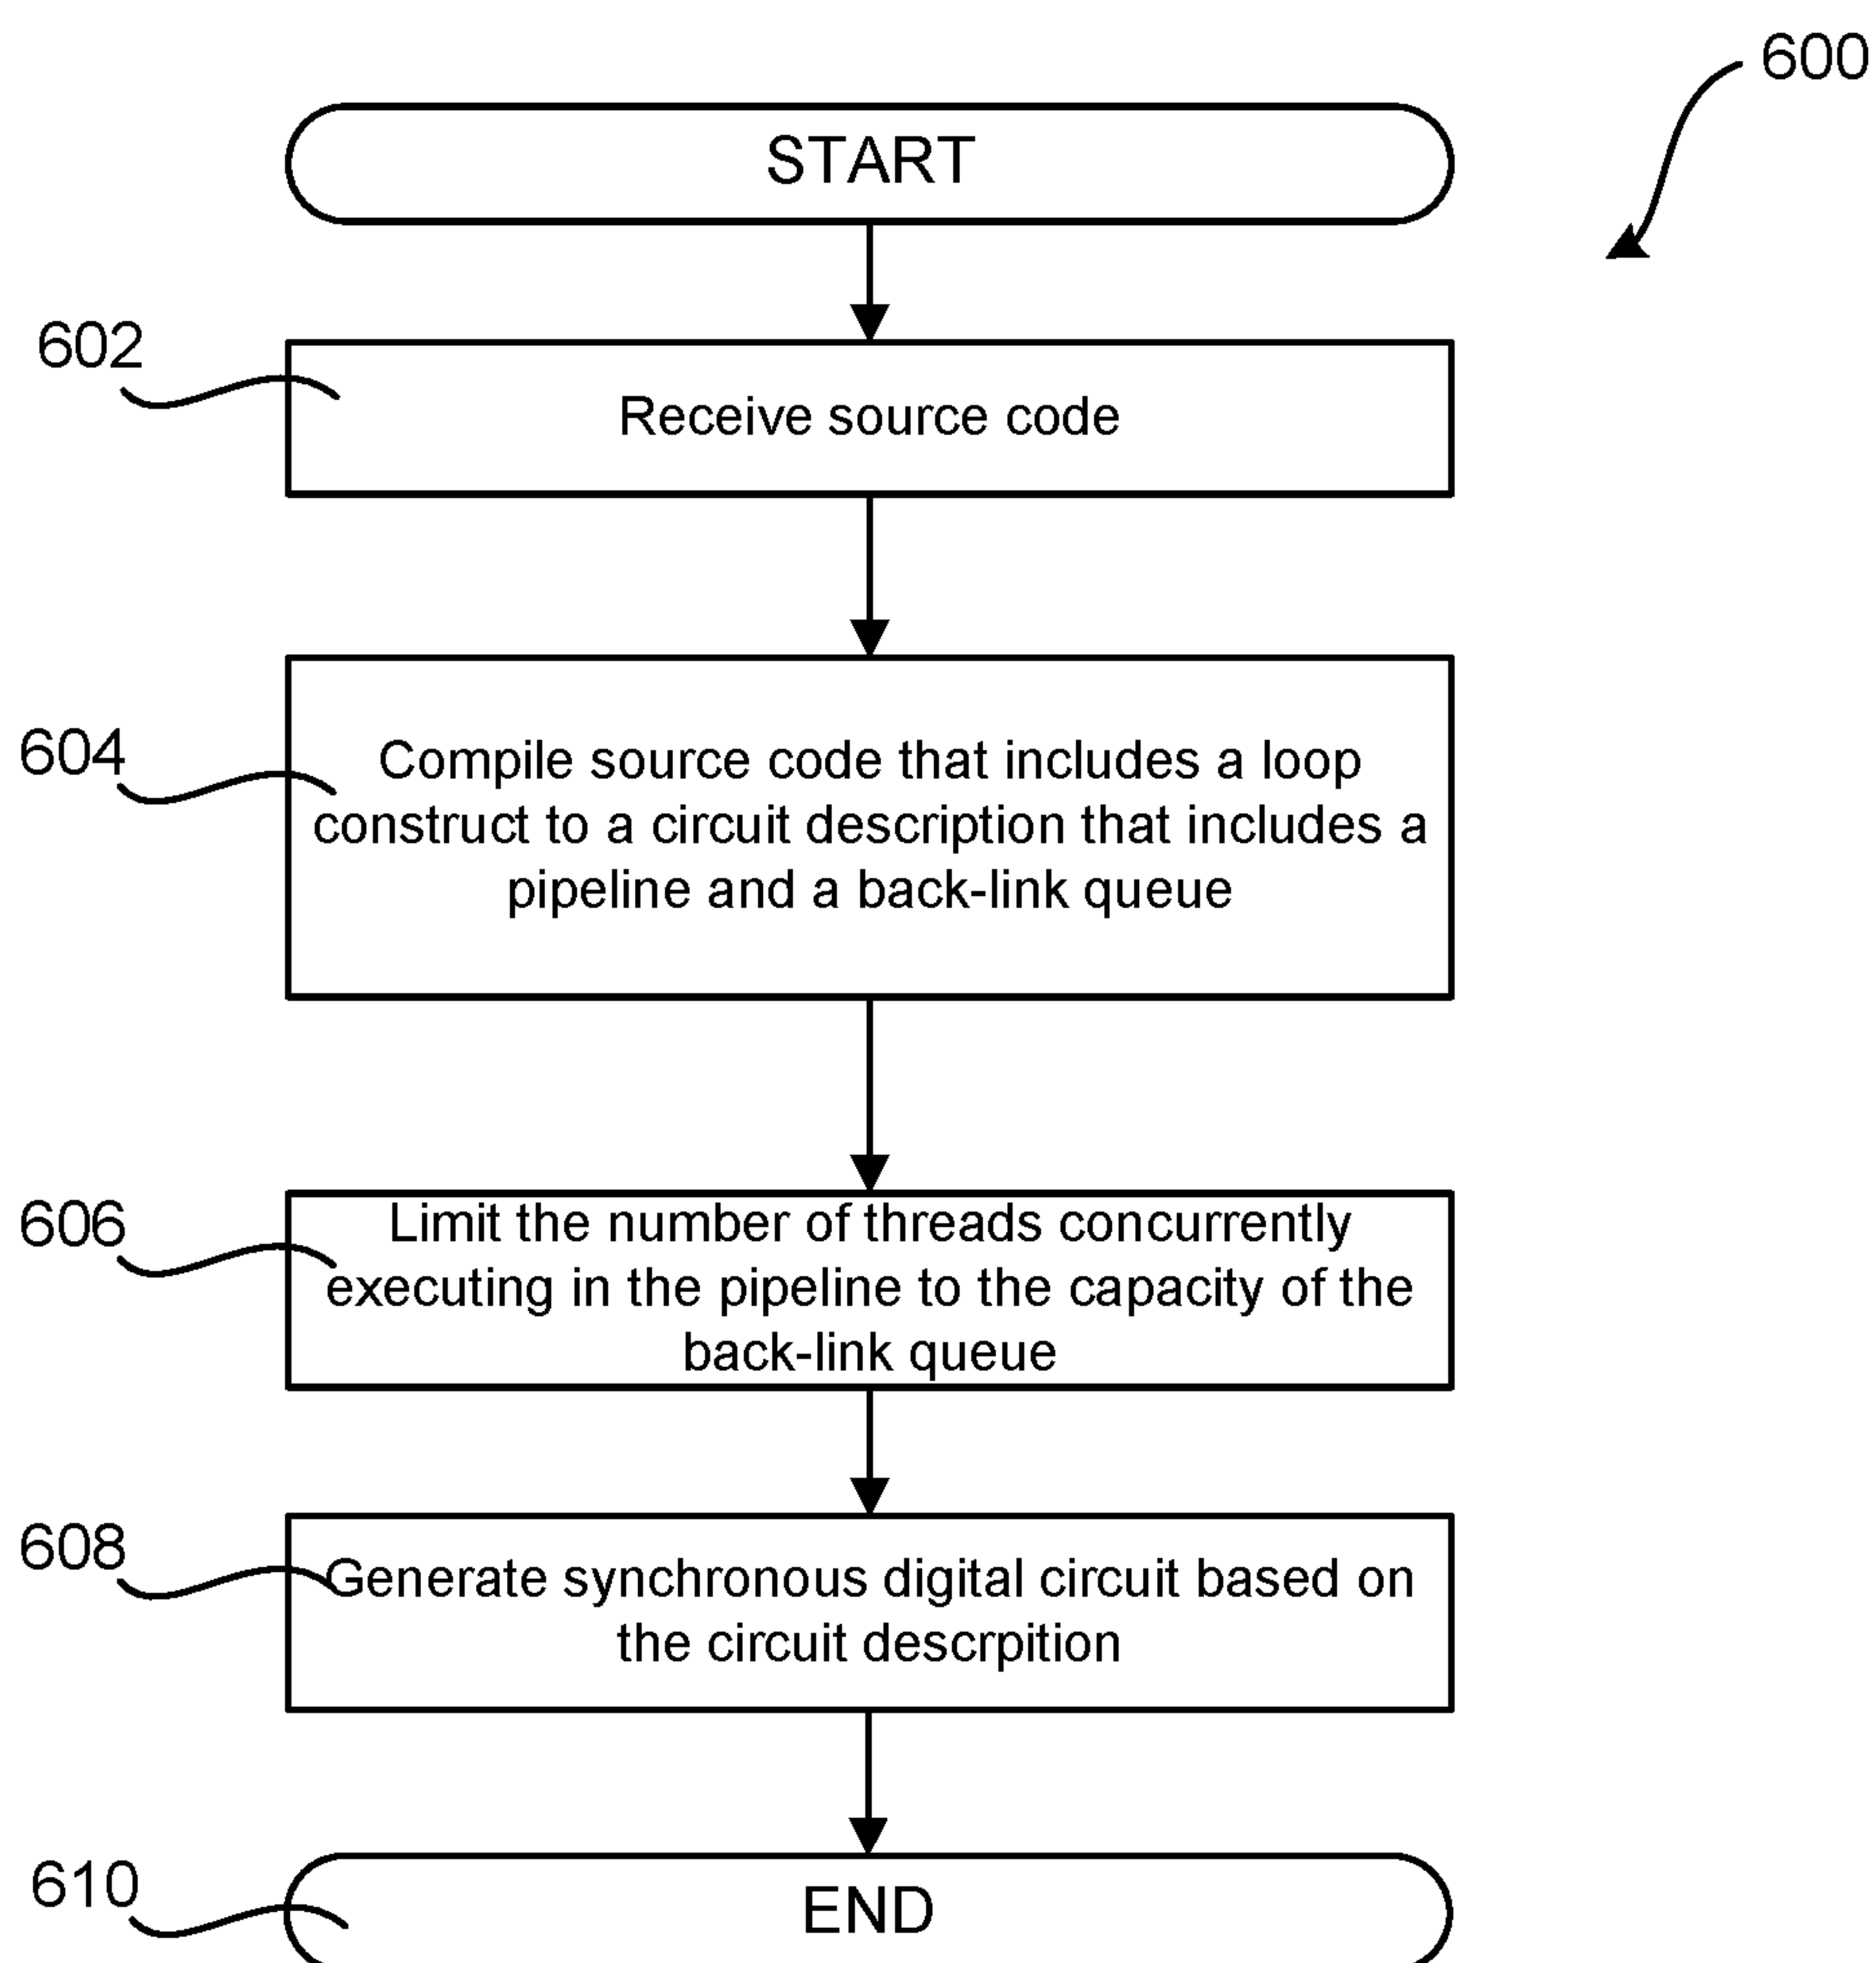 600
START
602
Receive source code
604
Compile source code that includes a loop
construct to a circuit description that includes a
pipeline and a back-link queue
606
Limit the number of threads concurrently
executing in the pipeline to the capacity of the
back-link queue
608
Generate synchronous digital circuit based on
the circuit descrpition
610
END